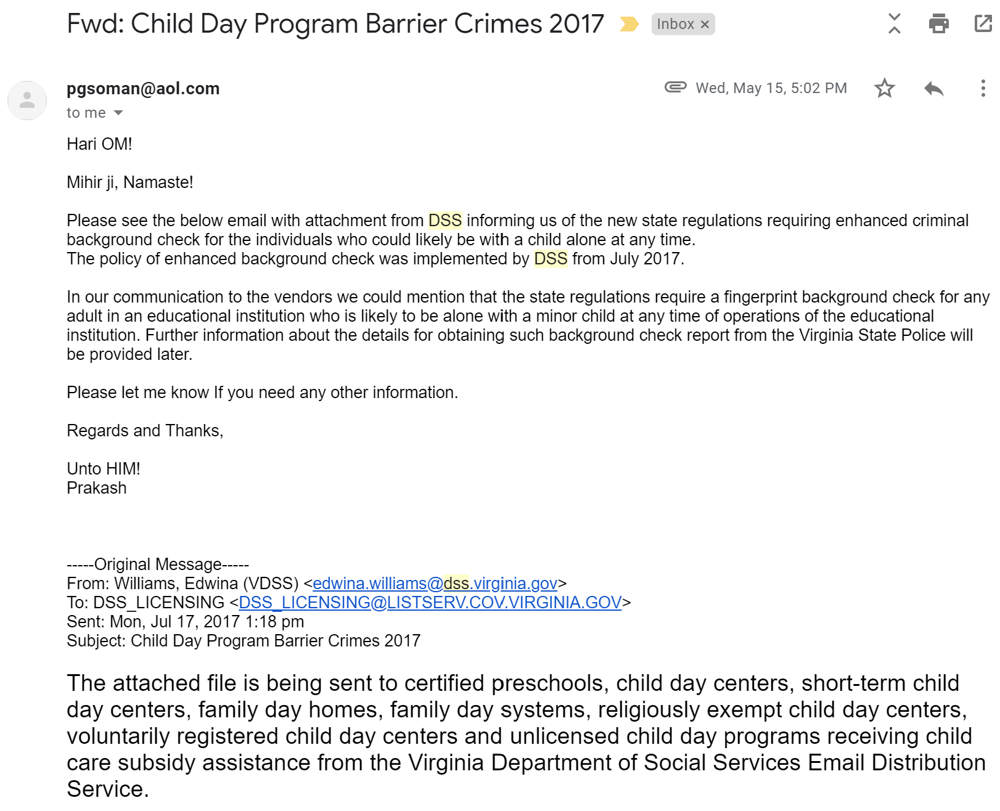 Fwd: Child Day Program Barrier Crimes 2017 Inbox ×
pgsoman@aol.com Wed, May 15, 5:02 PM
to me
Hari OM!
Mihir ji, Namaste!
Please see the below email with attachment from DSS informing us of the new state regulations requiring enhanced criminal
background check for the individuals who could likely be with a child alone at any time.
The policy of enhanced background check was implemented by DSS from July 2017.
In our communication to the vendors we could mention that the state regulations require a fingerprint background check for any
adult in an educational institution who is likely to be alone with a minor child at any time of operations of the educational
institution. Further information about the details for obtaining such background check report from the Virginia State Police will
be provided later.
Please let me know If you need any other information.
Regards and Thanks,
Unto HIM!
Prakash
-----Original Message-----
From: Williams, Edwina (VDSS) <edwina.williams@dss.virginia.gov>
To: DSS_LICENSING <DSS_LICENSING@LISTSERV.COV.VIRGINIA.GOV>
Sent: Mon, Jul 17, 2017 1:18 pm
Subject: Child Day Program Barrier Crimes 2017
The attached file is being sent to certified preschools, child day centers, short-term child
day centers, family day homes, family day systems, religiously exempt child day centers,
voluntarily registered child day centers and unlicensed child day programs receiving child
care subsidy assistance from the Virginia Department of Social Services Email Distribution
Service.